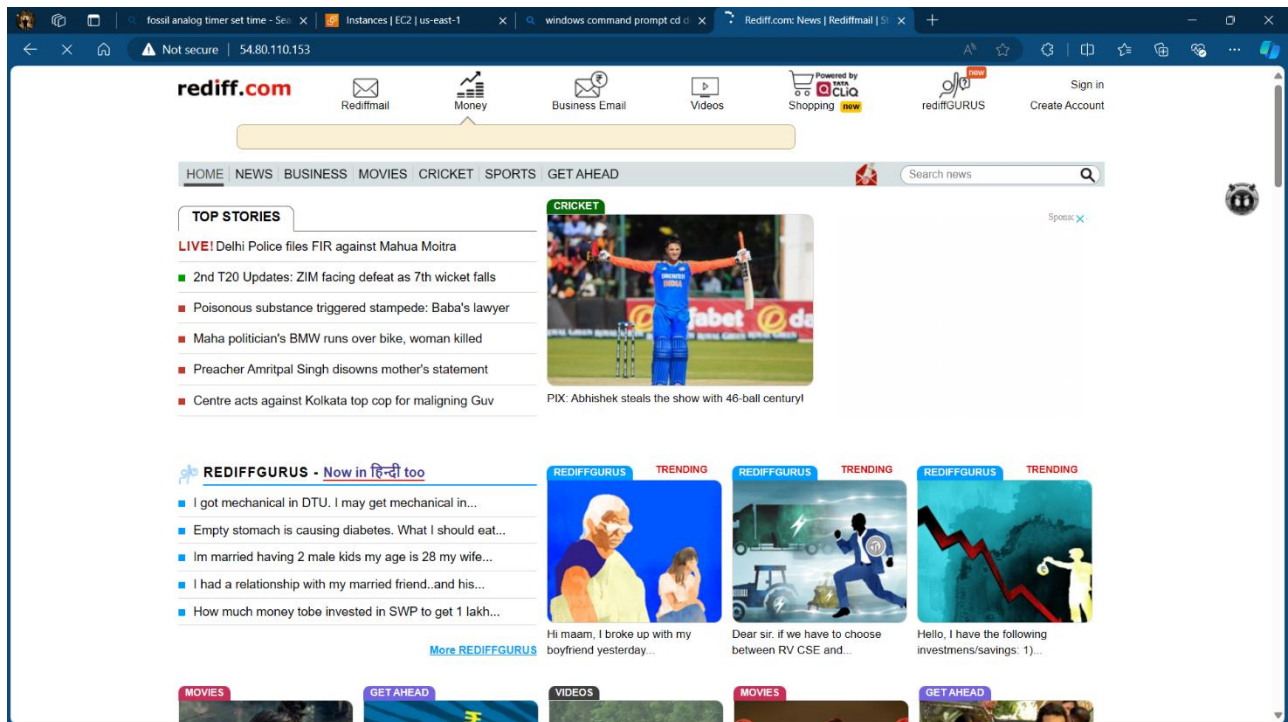 fossil analog timer set time - Sea
Instances | EC2 | us-east-1
windows command prompt cd d
Rediff.com: News | Rediffmail | St
Not secure
54.80.110.153
rediff.com
Rediffmail
Money
Business Email
Videos
Powered by
TATA
CLiQ
Shopping new
new
rediffGURUS
Sign in
Create Account
HOME NEWS BUSINESS MOVIES CRICKET SPORTS GET AHEAD
Search news
TOP STORIES
LIVE! Delhi Police files FIR against Mahua Moitra
2nd T20 Updates: ZIM facing defeat as 7th wicket falls
Poisonous substance triggered stampede: Baba's lawyer
Maha politician's BMW runs over bike, woman killed
Preacher Amritpal Singh disowns mother's statement
Centre acts against Kolkata top cop for maligning Guv
CRICKET
INDIA
fabet
da
PIX: Abhishek steals the show with 46-ball century!
REDIFFGURUS - Now in हिन्दी too
I got mechanical in DTU. I may get mechanical in...
Empty stomach is causing diabetes. What I should eat...
Im married having 2 male kids my age is 28 my wife...
I had a relationship with my married friend..and his...
How much money tobe invested in SWP to get 1 lakh...
More REDIFFGURUS
REDIFFGURUS TRENDING
Hi maam, I broke up with my
boyfriend yesterday...
REDIFFGURUS TRENDING
Dear sir. if we have to choose
between RV CSE and...
REDIFFGURUS TRENDING
Hello, I have the following
investmens/savings: 1)...
MOVIES
GET AHEAD
VIDEOS
MOVIES
GET AHEAD